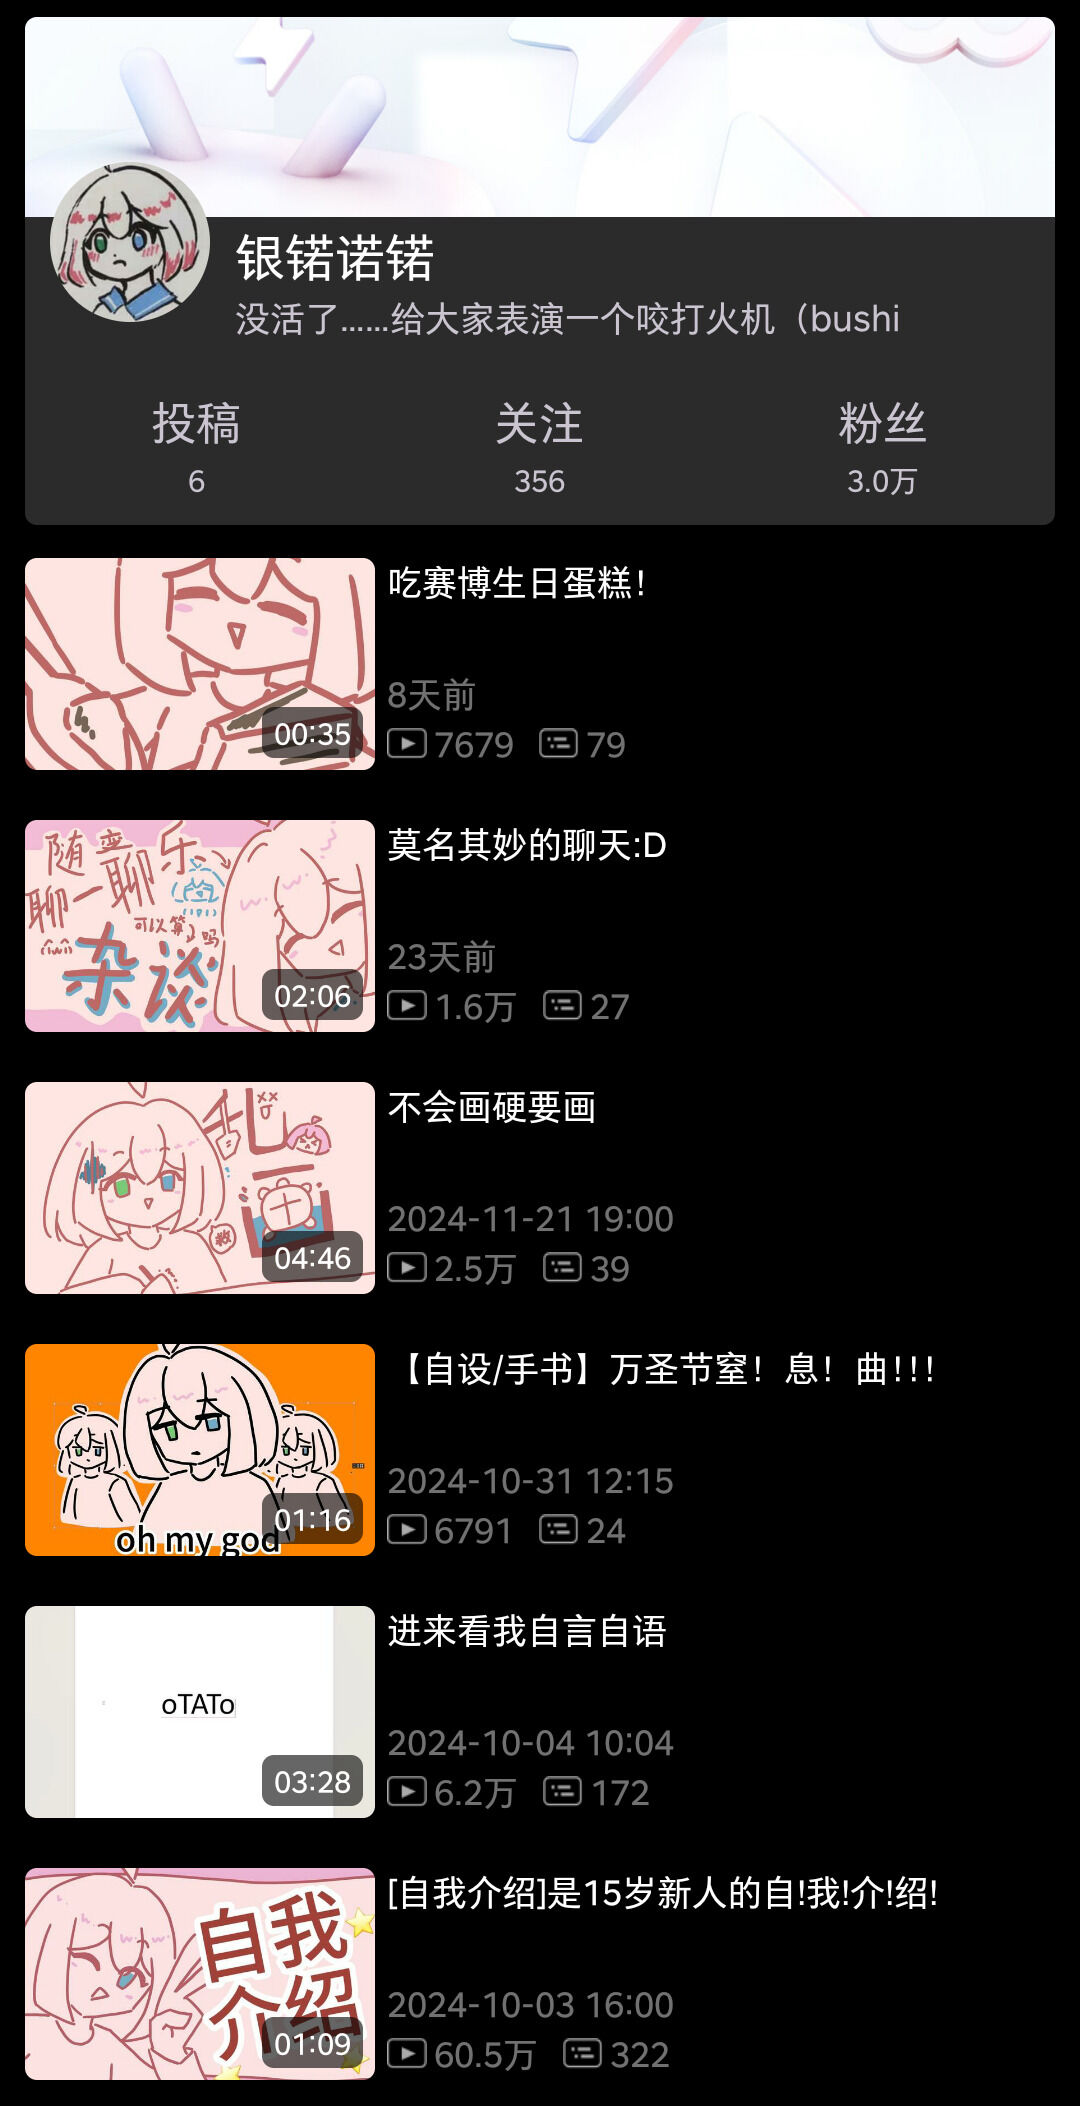 银锘诺锘
没活了……给大家表演一个咬打火机（bushi
投稿
关注
粉丝
6
356
3.0万
吃赛博生日蛋糕！
8天前
00:35
7679
79
随意乐
聊一聊
可以算
吗
杂谈
莫名其妙的聊天:D
23天前
02:06
1.6万
27
乱
画
救
不会画硬要画
2024-11-21 19:00
04:46
2.5万
39
【自设/手书】万圣节窒！息！曲！！！
2024-10-31 12:15
01:16
6791
24
oh my god
进来看我自言自语
oTATo
2024-10-04 10:04
03:28
6.2万
172
[自我介绍]是15岁新人的自!我!介!绍!
自我
介绍
2024-10-03 16:00
01:09
60.5万
322